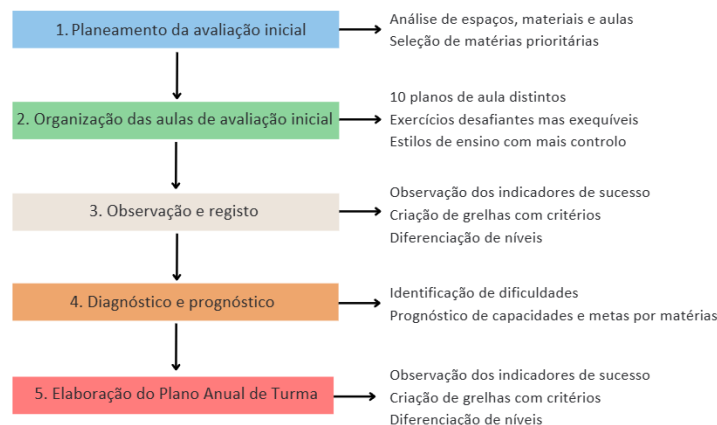 1. Planeamento da avaliação inicial
Análise de espaços, materiais e aulas
Seleção de matérias prioritárias
2. Organização das aulas de avaliação inicial
10 planos de aula distintos
Exercícios desafiantes mas exequíveis
Estilos de ensino com mais controlo
3. Observação e registo
Observação dos indicadores de sucesso
Criação de grelhas com critérios
Diferenciação de níveis
4. Diagnóstico e prognóstico
Identificação de dificuldades
Prognóstico de capacidades e metas por matérias
5. Elaboração do Plano Anual de Turma
Observação dos indicadores de sucesso
Criação de grelhas com critérios
Diferenciação de níveis